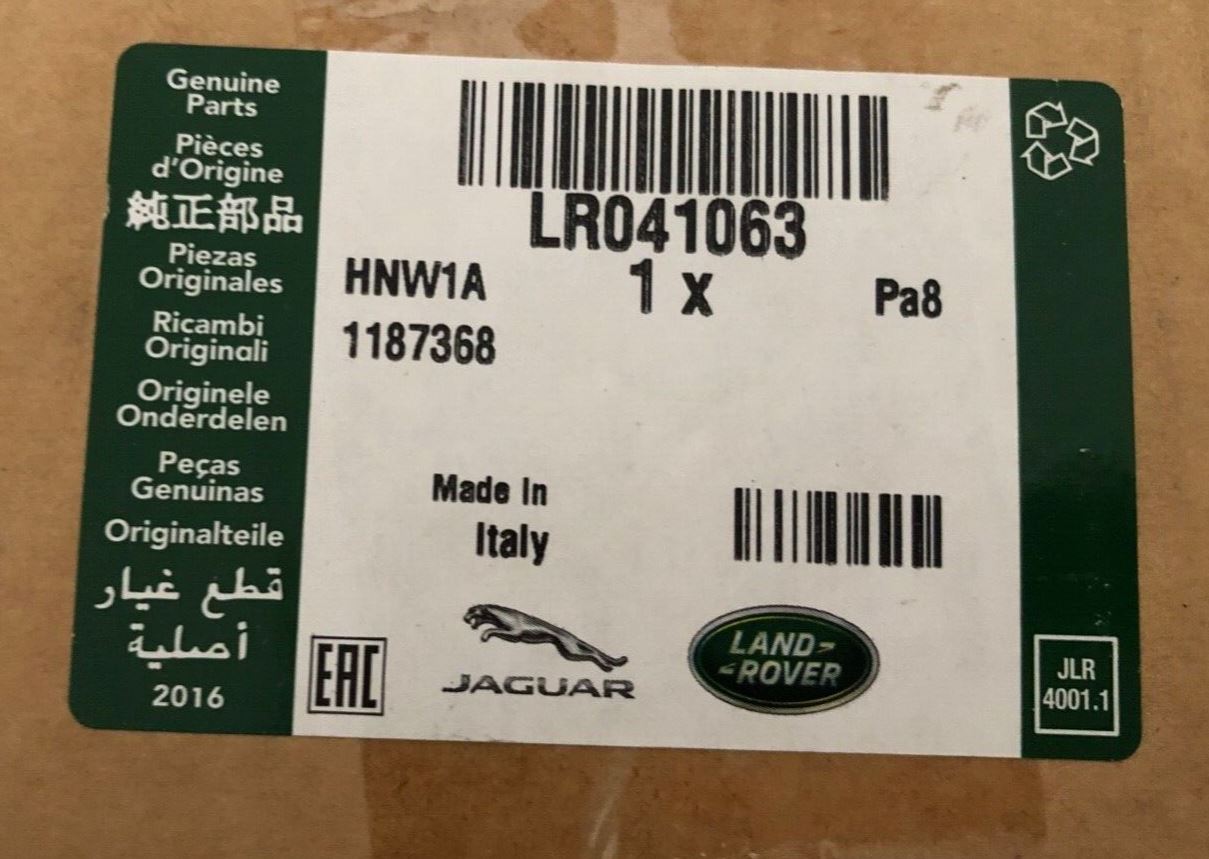 Genuine
Parts
Pièces
d'Origine
純正部品
Piezas
Originales
Ricambi
Originali
Originele
Onderdelen
Peças
Genuinas
Originalteile
قطع غيار
أصلية
2016
LR041063
HNW1A 1 x Pa8
1187368
Made In
Italy
EAC
JAGUAR
LAND-
-ROVER
JLR
4001.1